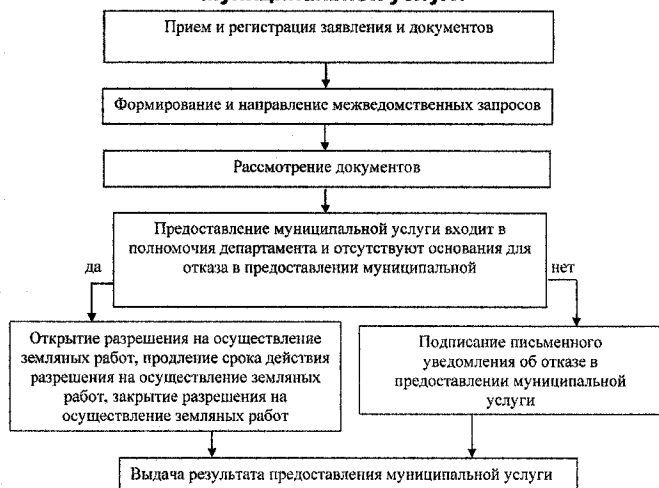 Прием и регистрация заявления и документов
Формирование и направление межведомственных запросов
Рассмотрение документов
Предоставление муниципальной услуги входит в
полномочия департамента и отсутствуют основания для
отказа в предоставлении муниципальной
да
нет
Открытие разрешения на осуществление
земляных работ, продление срока действия
разрешения на осуществление земляных
работ, закрытие разрешения на
осуществление земляных работ
Подписание письменного
уведомления об отказе в
предоставлении муниципальной
услуги
Выдача результата предоставления муниципальной услуги